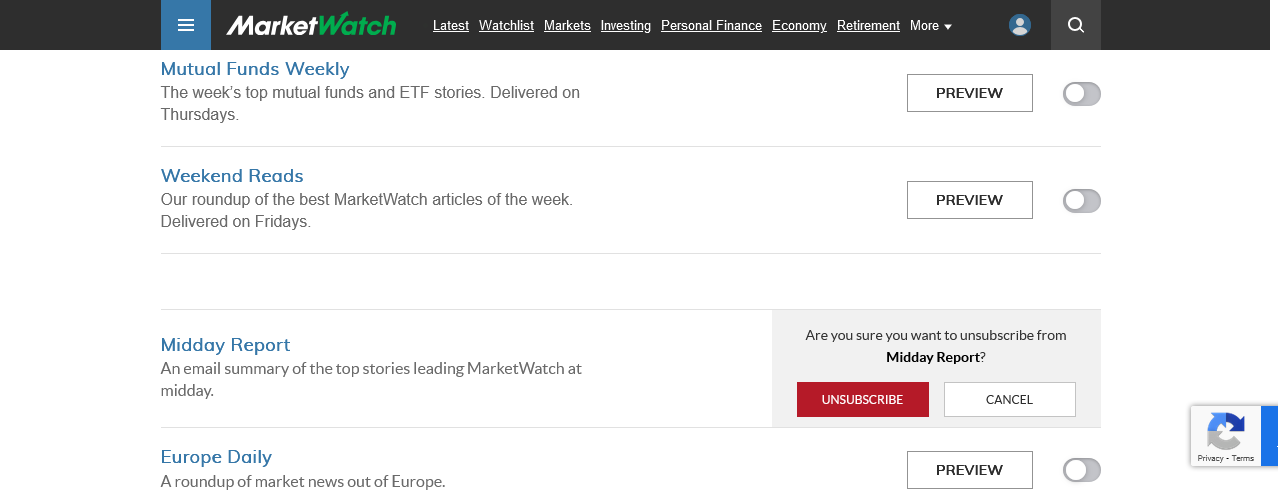 MarketWatch Latest Watchlist Markets Investing Personal Finance Economy Retirement More
Mutual Funds Weekly
The week's top mutual funds and ETF stories. Delivered on
Thursdays.
PREVIEW
Weekend Reads
Our roundup of the best MarketWatch articles of the week.
Delivered on Fridays.
PREVIEW
Midday Report
An email summary of the top stories leading MarketWatch at
midday.
Are you sure you want to unsubscribe from
Midday Report?
UNSUBSCRIBE CANCEL
Privacy - Terms
Europe Daily
A roundup of market news out of Europe.
PREVIEW